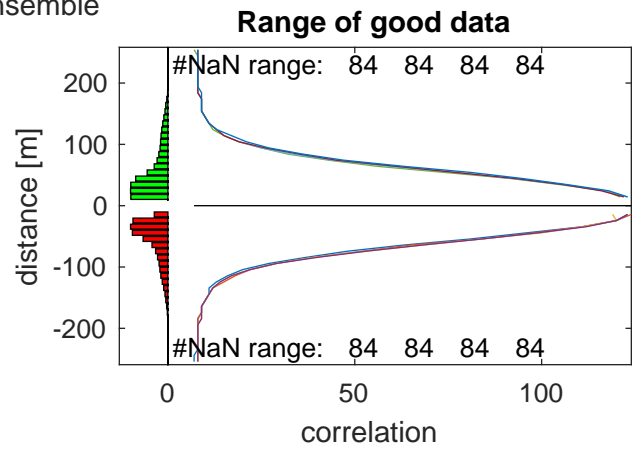 nsemble
Range of good data
#NaN range: 84 84 84 84
200
100
0
-100
-200
distance [m]
#NaN range: 84 84 84 84
0 50 100
correlation